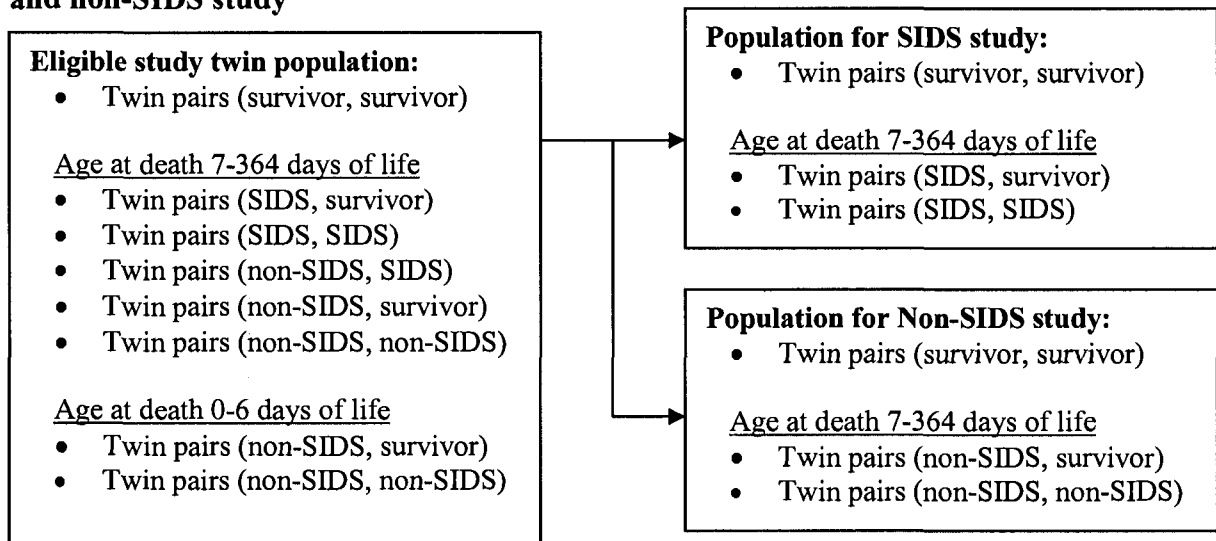 and non-SIDS study
Eligible study twin population:
• Twin pairs (survivor, survivor)
Age at death 7-364 days of life
• Twin pairs (SIDS, survivor)
• Twin pairs (SIDS, SIDS)
• Twin pairs (non-SIDS, SIDS)
• Twin pairs (non-SIDS, survivor)
• Twin pairs (non-SIDS, non-SIDS)
Age at death 0-6 days of life
• Twin pairs (non-SIDS, survivor)
• Twin pairs (non-SIDS, non-SIDS)
Population for SIDS study:
• Twin pairs (survivor, survivor)
Age at death 7-364 days of life
• Twin pairs (SIDS, survivor)
• Twin pairs (SIDS, SIDS)
Population for Non-SIDS study:
• Twin pairs (survivor, survivor)
Age at death 7-364 days of life
• Twin pairs (non-SIDS, survivor)
• Twin pairs (non-SIDS, non-SIDS)